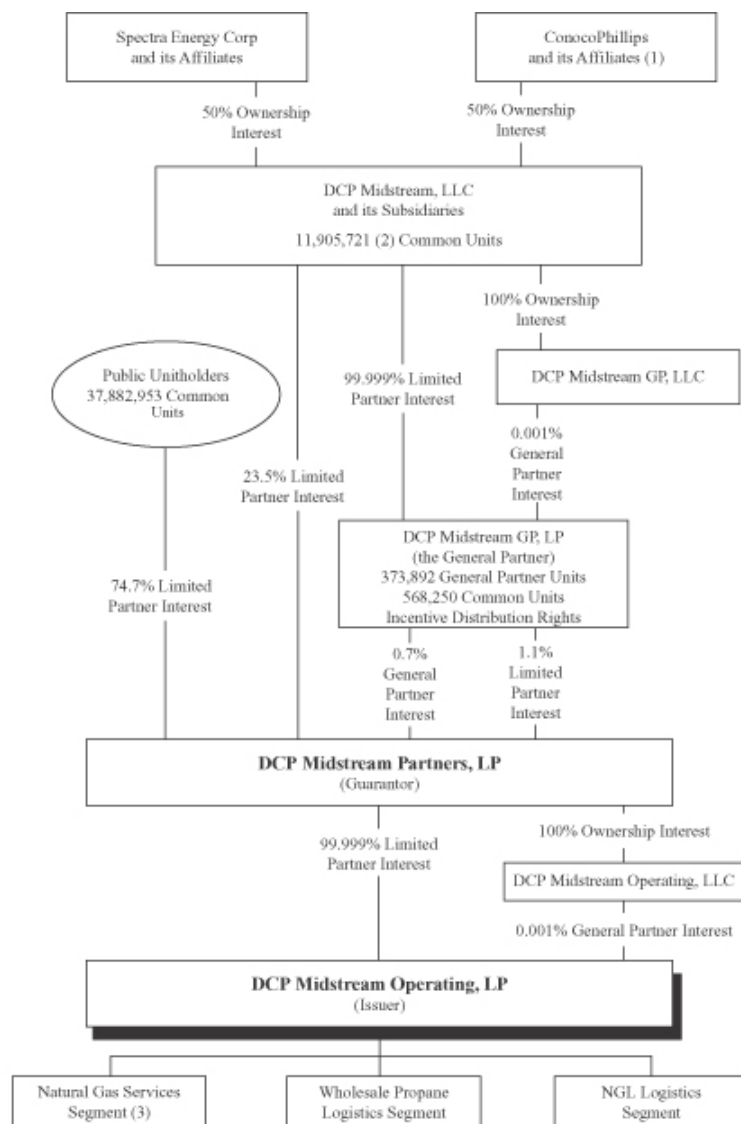 Spectra Energy Corp
and its Affiliates
ConocoPhillips
and its Affiliates (1)
50% Ownership
Interest
50% Ownership
Interest
DCP Midstream, LLC
and its Subsidiaries
11,905,721 (2) Common Units
100% Ownership
Interest
Public Unitholders
37,882,953 Common
Units
99.999% Limited
Partner Interest
DCP Midstream GP, LLC
0.001%
General
Partner
Interest
23.5% Limited
Partner Interest
DCP Midstream GP, LP
(the General Partner)
373,892 General Partner Units
568,250 Common Units
Incentive Distribution Rights
74.7% Limited
Partner Interest
0.7%
General
Partner
Interest
1.1%
Limited
Partner
Interest
DCP Midstream Partners, LP
(Guarantor)
99.999% Limited
Partner Interest
100% Ownership Interest
DCP Midstream Operating, LLC
0.001% General Partner Interest
DCP Midstream Operating, LP
(Issuer)
Natural Gas Services
Segment (3)
Wholesale Propane
Logistics Segment
NGL Logistics
Segment